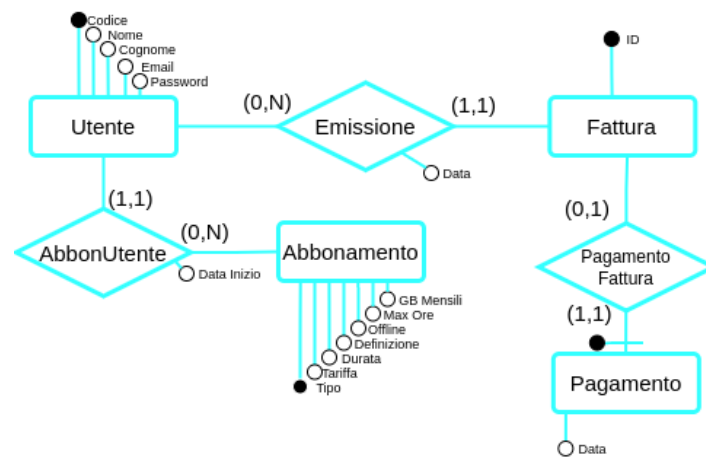 Codice
Nome
Cognome
Email
Password
ID
Utente
(0,N)
Emissione
(1,1)
Fattura
Data
(1,1)
(0,N)
(0,1)
AbbonUtente
Abbonamento
Pagamento
Fattura
Data Inizio
GB Mensili
Max Ore
Offline
Definizione
Durata
Tariffa
Tipo
(1,1)
Pagamento
Data